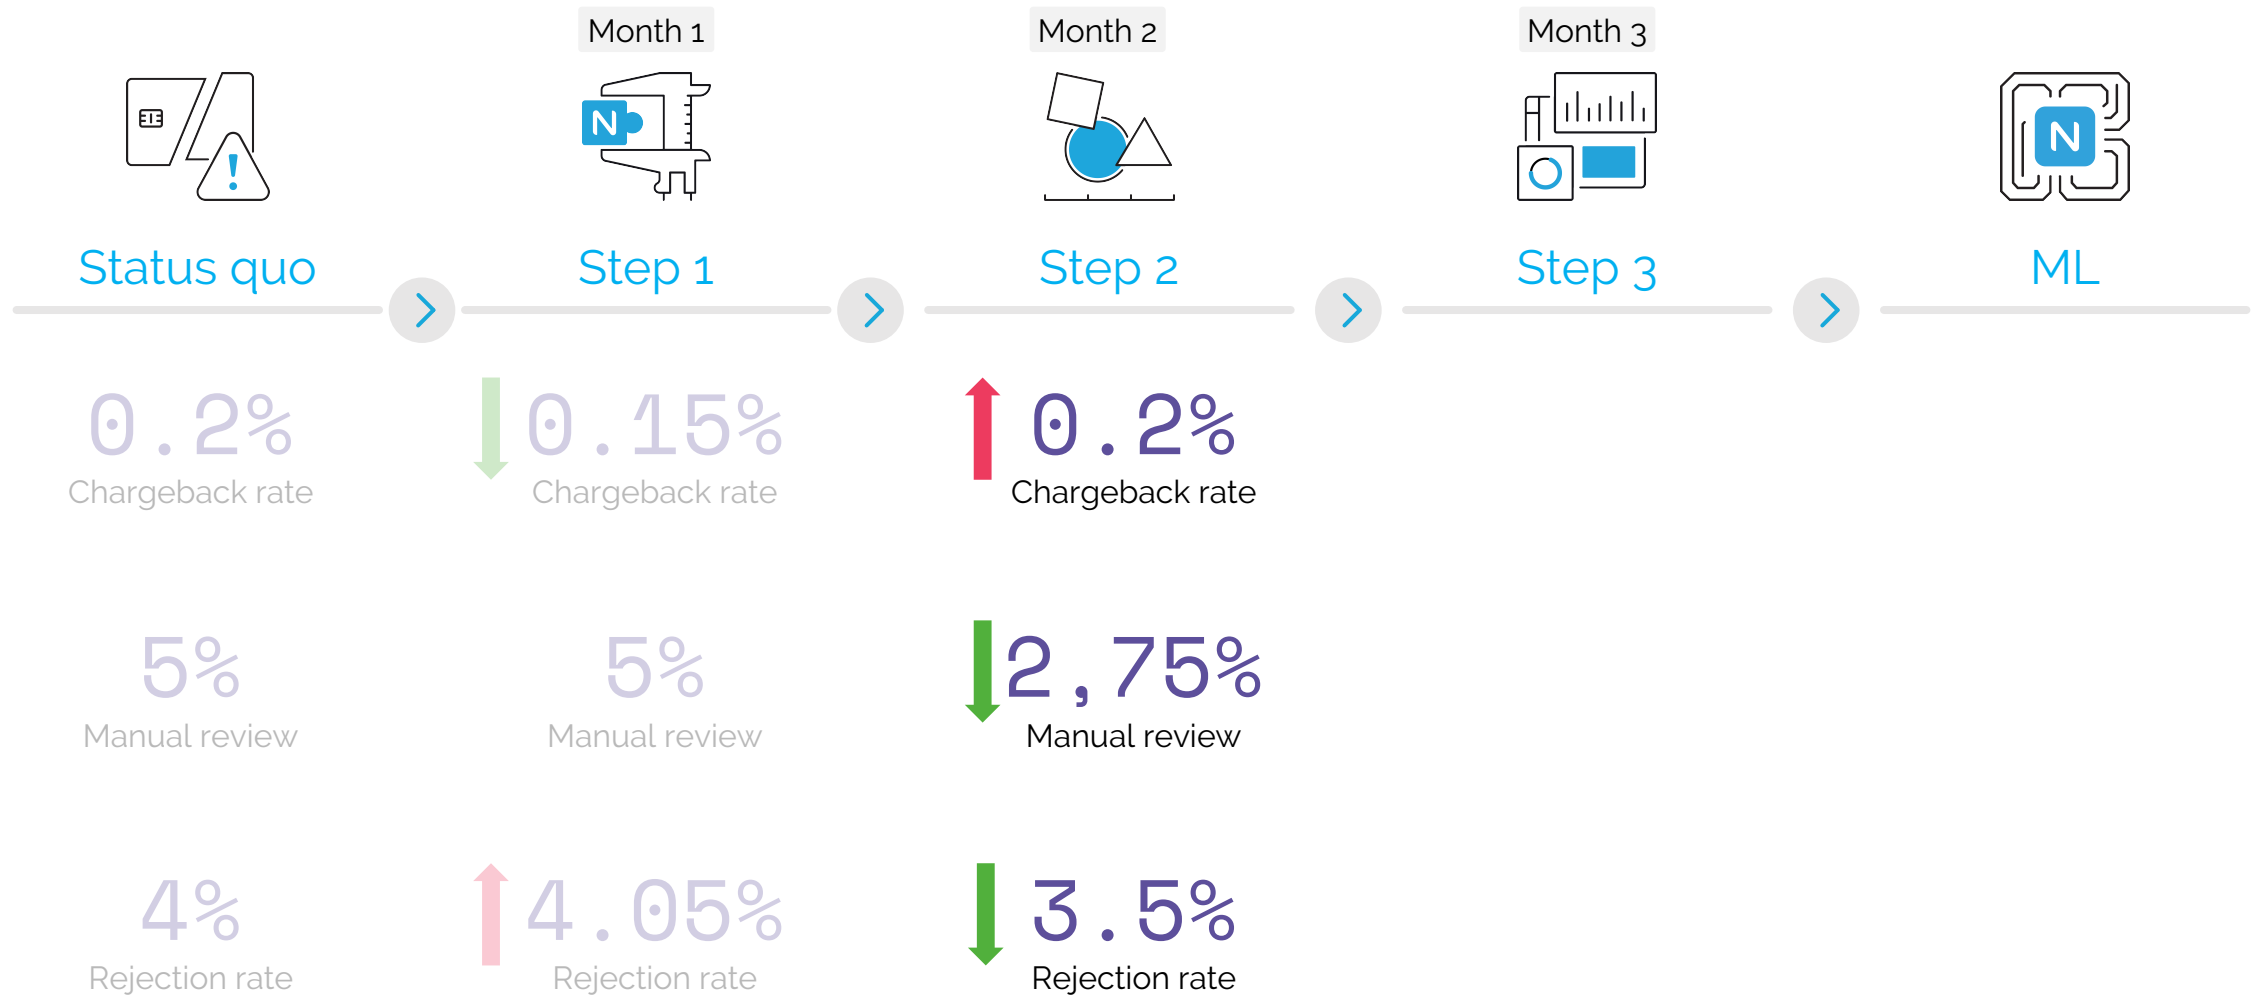 Month 1
Month 2
Month 3
N
N
Status quo
Step 1
Step 2
Step 3
ML
0.2%
0.15%
0.2%
Chargeback rate
Chargeback rate
Chargeback rate
5%
5%
2,75%
Manual review
Manual review
Manual review
4%
4.05%
3.5%
Rejection rate
Rejection rate
Rejection rate